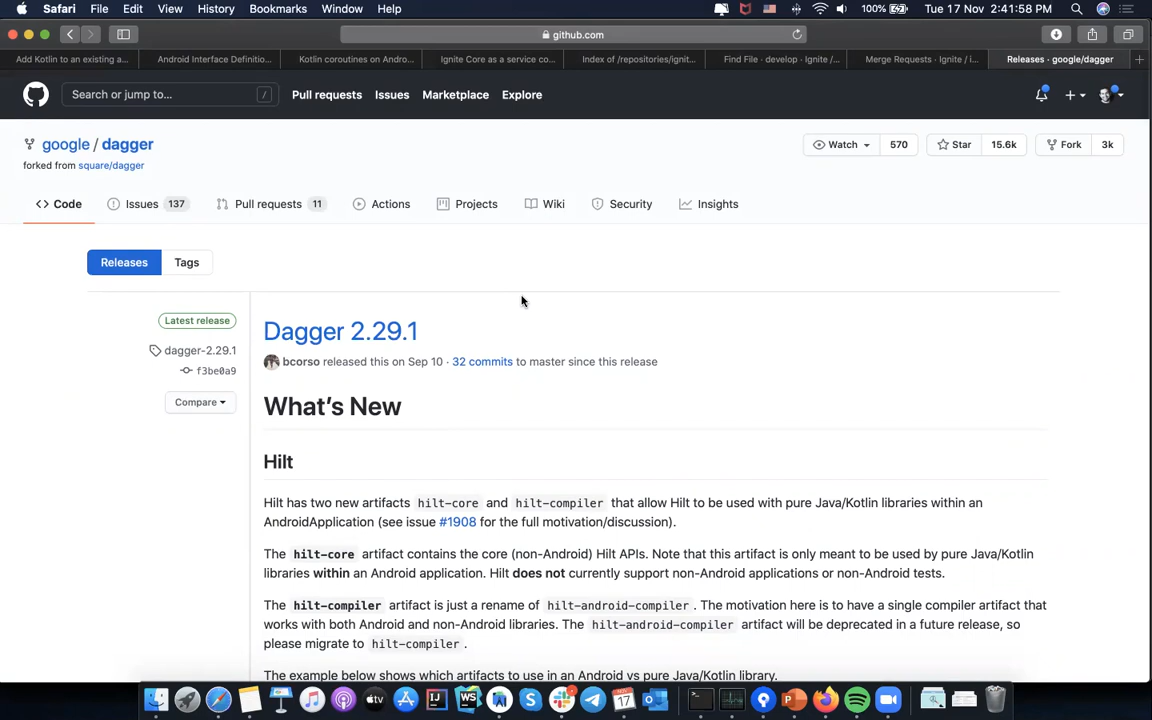 Safari File Edit View History Bookmarks Window Help 100% Tue 17 Nov 2:41:58 PM
github.com
Add Kotlin to an existing a... Android Interface Definitio... Kotlin coroutines on Andro... Ignite Core as a service co... Index of /repositories/ignit... Find File · develop · Ignite /... Merge Requests · Ignite / i... Releases · google/dagger
Search or jump to... / Pull requests Issues Marketplace Explore
google / dagger Watch 570 Star 15.6k Fork 3k
forked from square/dagger
Code Issues 137 Pull requests 11 Actions Projects Wiki Security Insights
Releases Tags
Latest release
dagger-2.29.1
f3be0a9
Compare
Dagger 2.29.1
bcorso released this on Sep 10 · 32 commits to master since this release
What's New
Hilt
Hilt has two new artifacts hilt-core and hilt-compiler that allow Hilt to be used with pure Java/Kotlin libraries within an
AndroidApplication (see issue #1908 for the full motivation/discussion).
The hilt-core artifact contains the core (non-Android) Hilt APIs. Note that this artifact is only meant to be used by pure Java/Kotlin
libraries within an Android application. Hilt does not currently support non-Android applications or non-Android tests.
The hilt-compiler artifact is just a rename of hilt-android-compiler. The motivation here is to have a single compiler artifact that
works with both Android and non-Android libraries. The hilt-android-compiler artifact will be deprecated in a future release, so
please migrate to hilt-compiler.
The example below shows which artifacts to use in an Android vs pure Java/Kotlin library.